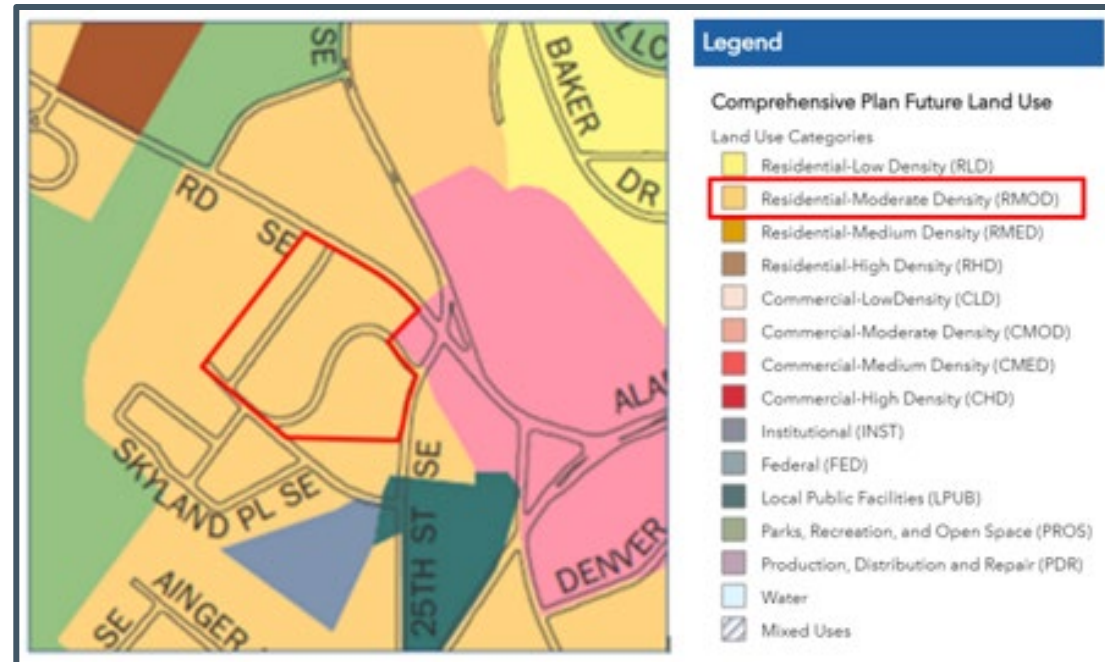 SE
LLO
BAKER
DR
RD
SE
ALA
SKYLAND PL SE
25TH ST SE
DENVER
AINGER
SE
Legend
Comprehensive Plan Future Land Use
Land Use Categories
Residential-Low Density (RLD)
Residential-Moderate Density (RMOD)
Residential-Medium Density (RMED)
Residential-High Density (RHD)
Commercial-LowDensity (CLD)
Commercial-Moderate Density (CMOD)
Commercial-Medium Density (CMED)
Commercial-High Density (CHD)
Institutional (INST)
Federal (FED)
Local Public Facilities (LPUB)
Parks, Recreation, and Open Space (PROS)
Production, Distribution and Repair (PDR)
Water
Mixed Uses